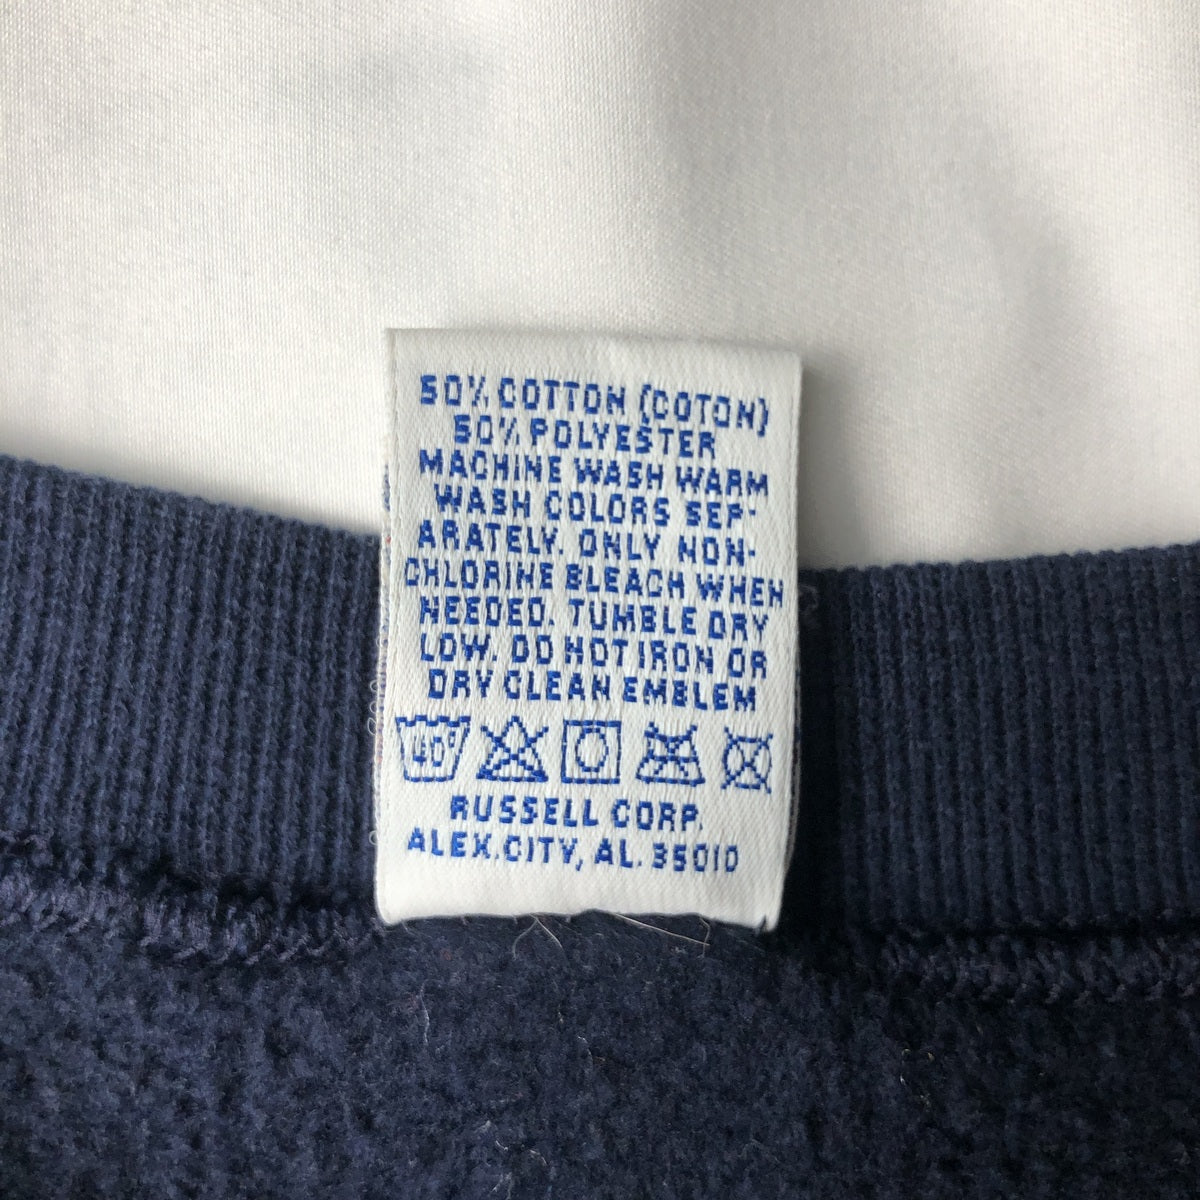 50% COTTON (COTON)
50% POLYESTER
MACHINE WASH WARM
WASH COLORS SEP-
ARATELY. ONLY NON-
CHLORINE BLEACH WHEN
NEEDED. TUMBLE DRY
LOW. DO NOT IRON OR
DRY CLEAN EMBLEM
40°
RUSSELL CORP.
ALEX.CITY, AL. 35010